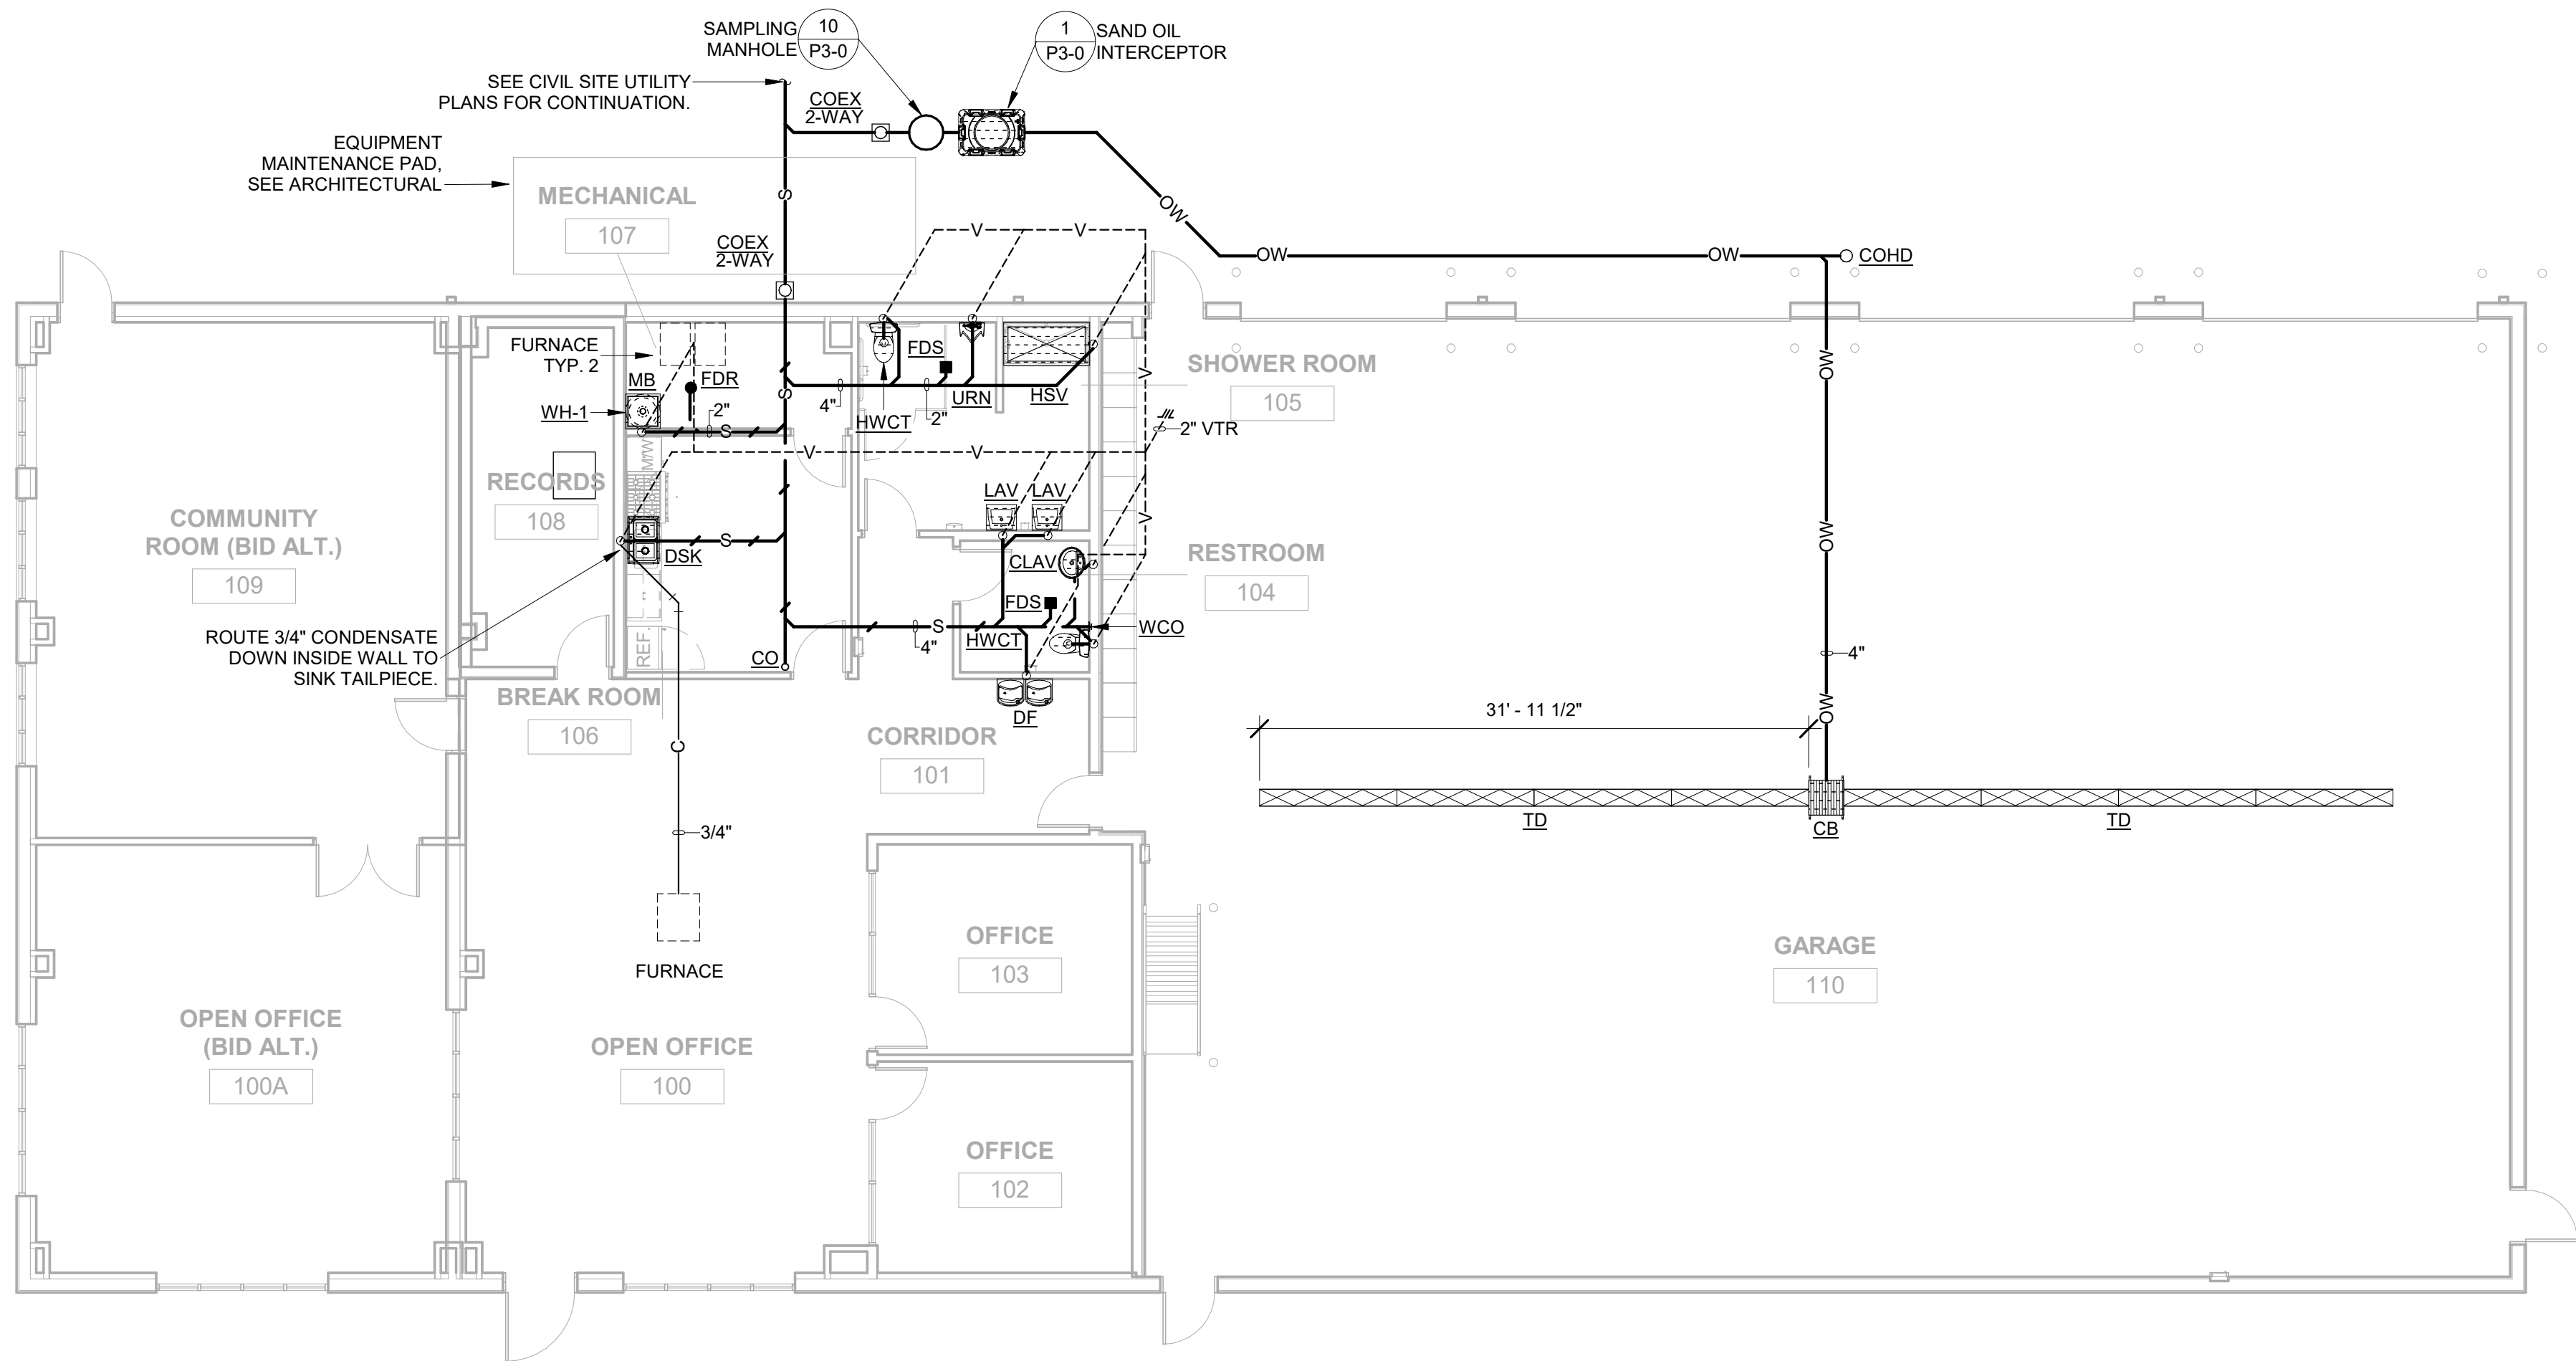 SAMPLING
MANHOLE
10
P3-0
1
P3-0
SAND OIL
INTERCEPTOR
SEE CIVIL SITE UTILITY
PLANS FOR CONTINUATION.
COEX
2-WAY
EQUIPMENT
MAINTENANCE PAD,
SEE ARCHITECTURAL
MECHANICAL
107
S
OW
COEX
2-WAY
V
V
OW
OW
COHD
FURNACE
TYP. 2
MB
FDR
WH-1
2"
S
S
4"
FDS
HWCT
2"
URN
HSV
V
SHOWER ROOM
105
2" VTR
OW
M/W
V
V
RECORDS
108
COMMUNITY
ROOM (BID ALT.)
109
LAV
LAV
V
S
DSK
CLAV
RESTROOM
104
OW
FDS
S
HWCT
4"
WCO
REF.
CO
ROUTE 3/4" CONDENSATE
DOWN INSIDE WALL TO
SINK TAILPIECE.
4"
BREAK ROOM
106
DF
OW
31' - 11 1/2"
C
CORRIDOR
101
TD
CB
TD
3/4"
FURNACE
OFFICE
103
GARAGE
110
OPEN OFFICE
(BID ALT.)
100A
OPEN OFFICE
100
OFFICE
102